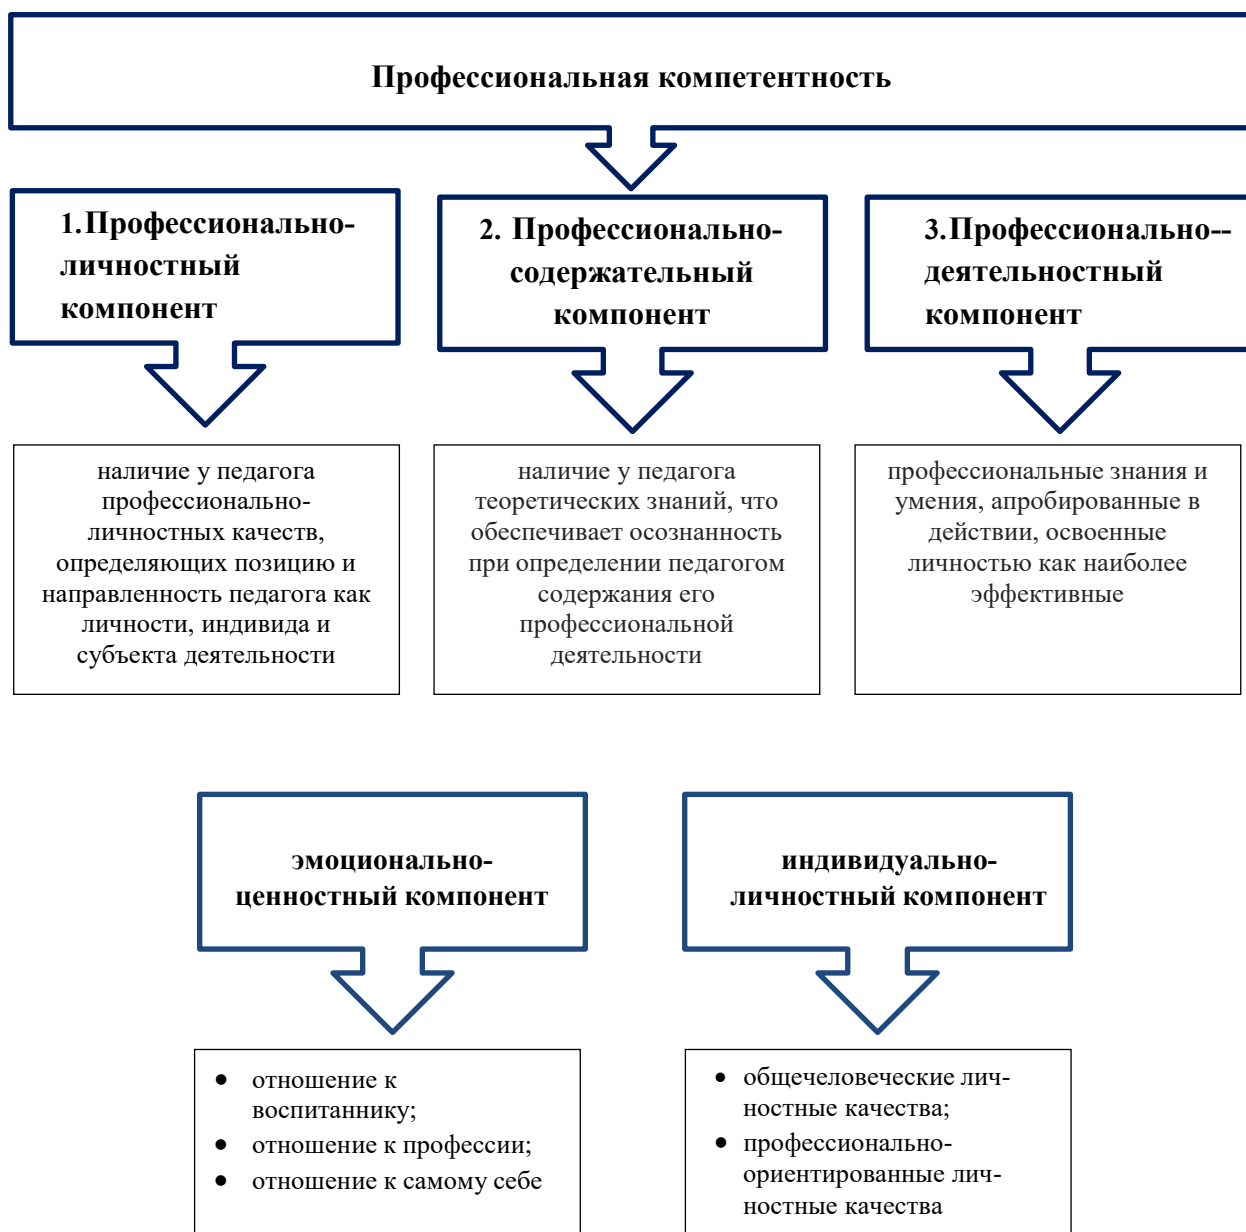 Профессиональная компетентность
1.Профессионально-
личностный
компонент
2. Профессионально-
содержательный
компонент
3.Профессионально--
деятельностный
компонент
наличие у педагога
профессионально-
личностных качеств,
определяющих позицию и
направленность педагога как
личности, индивида и
субъекта деятельности
наличие у педагога
теоретических знаний, что
обеспечивает осознанность
при определении педагогом
содержания его
профессиональной
деятельности
профессиональные знания и
умения, апробированные в
действии, освоенные
личностью как наиболее
эффективные
эмоционально-
ценностный компонент
индивидуально-
личностный компонент
• отношение к
воспитаннику;
• отношение к профессии;
• отношение к самому себе
• общечеловеческие лич-
ностные качества;
• профессионально-
ориентированные лич-
ностные качества